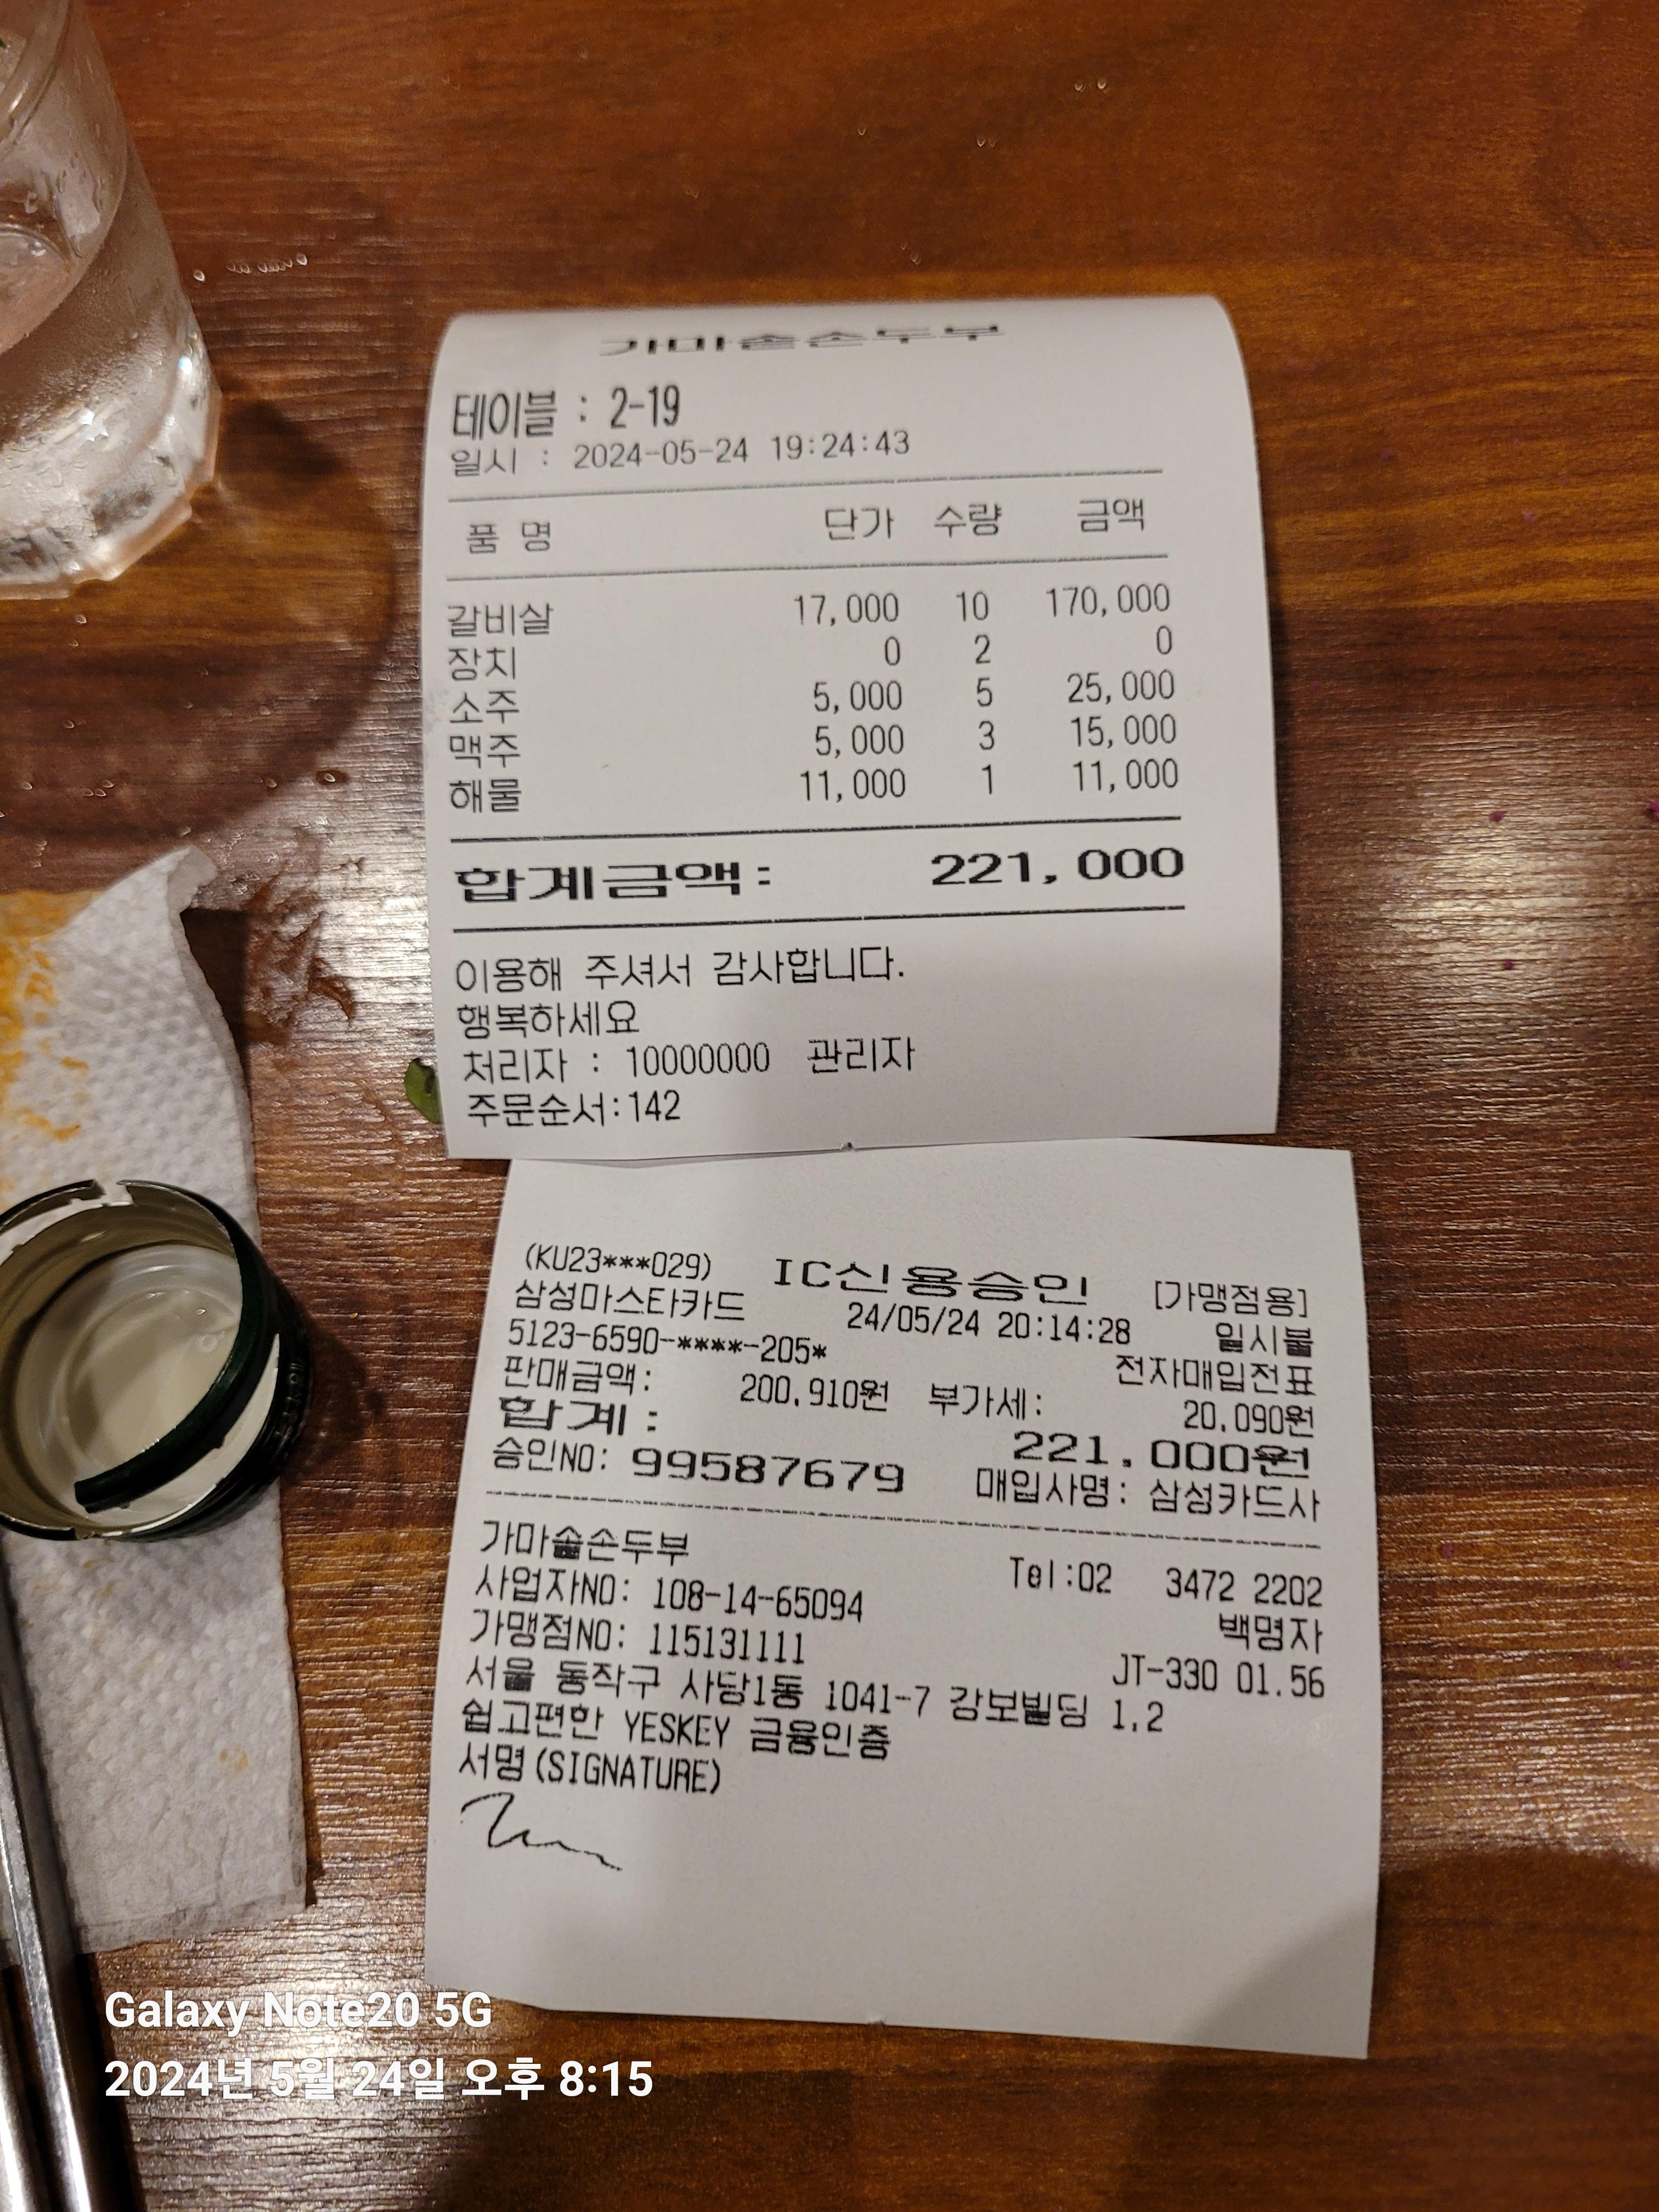 가마솥손두부
테이블 : 2-19
일시 : 2024-05-24 19:24:43
품 명 단가 수량 금액
갈비살 17,000 10 170,000
장치 0 2 0
소주 5,000 5 25,000
맥주 5,000 3 15,000
해물 11,000 1 11,000
합계금액: 221,000
이용해 주셔서 감사합니다.
행복하세요
처리자 : 10000000 관리자
주문순서:142
(KU23***029) IC신용승인 [가맹점용]
삼성마스타카드 24/05/24 20:14:28 일시불
5123-6590-****-205* 전자매입전표
판매금액: 200,910원 부가세: 20,090원
합계: 221,000원
승인NO: 99587679 매입사명: 삼성카드사
가마솥손두부 Tel:02 3472 2202
사업자NO: 108-14-65094 백명자
가맹점NO: 115131111 JT-330 01.56
서울 동작구 사당1동 1041-7 강보빌딩 1,2
쉽고편한 YESKEY 금융인증
서명(SIGNATURE)
Galaxy Note20 5G
2024년 5월 24일 오후 8:15